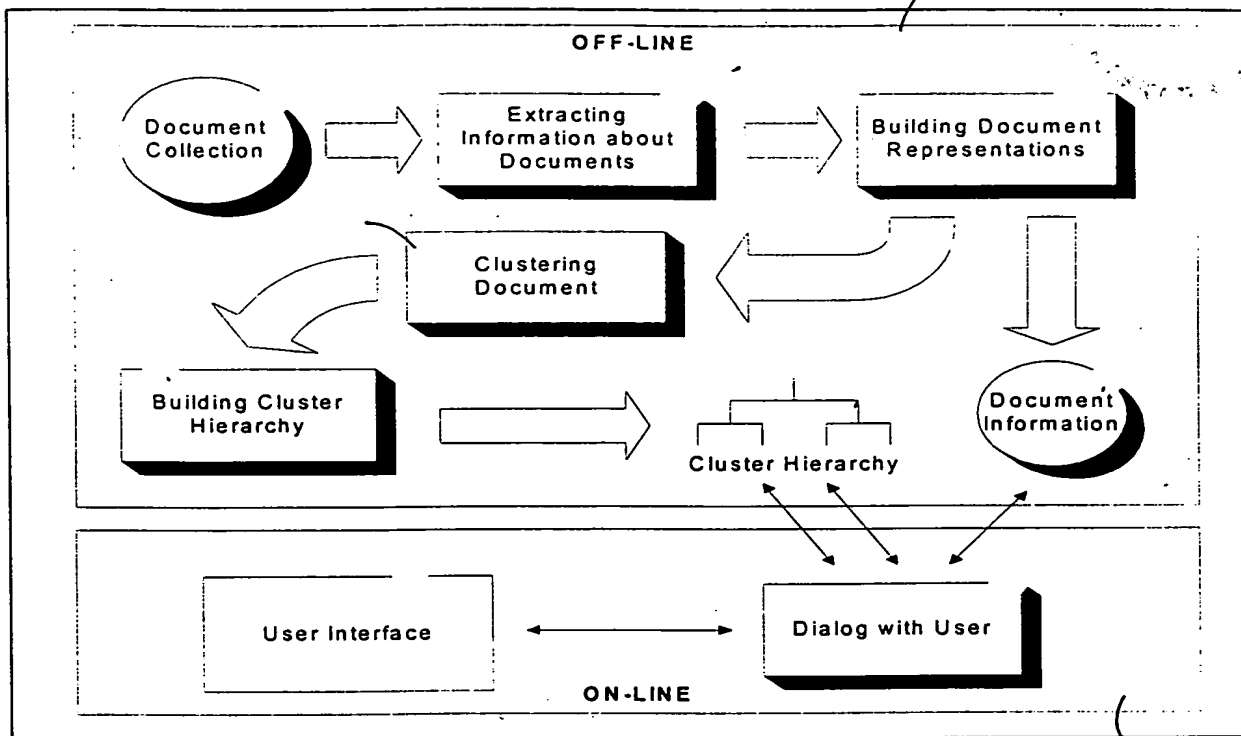 OFF-LINE
Document
Collection
Extracting
Information about
Documents
Building Document
Representations
Clustering
Document
Building Cluster
Hierarchy
Cluster Hierarchy
Document
Information
User Interface
Dialog with User
ON-LINE